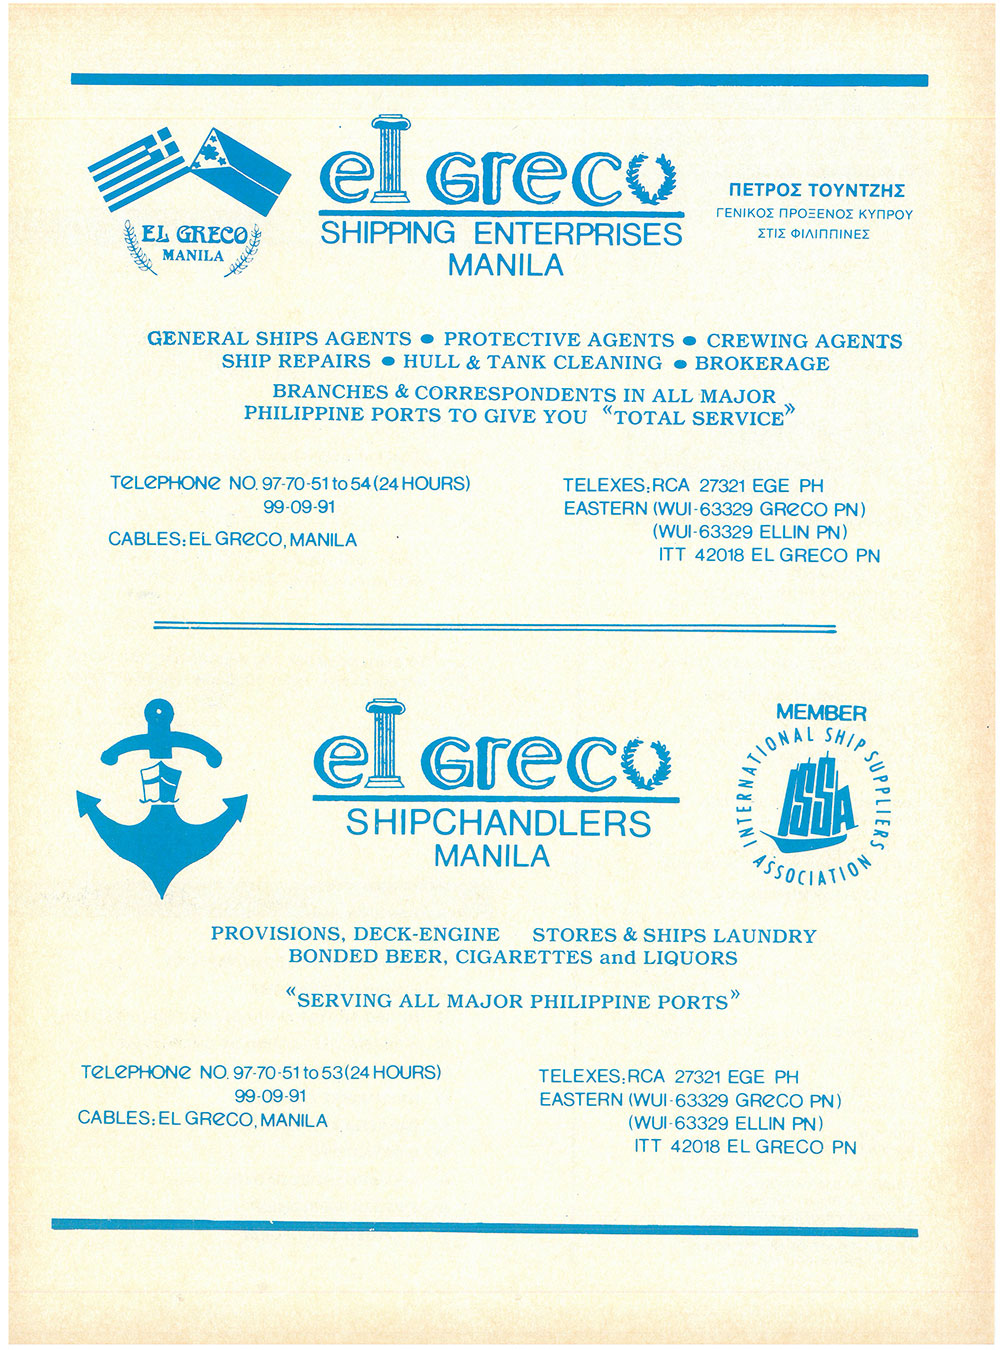 el Greco
SHIPPING ENTERPRISES
MANILA
EL GRECO
MANILA
ΠΕΤΡΟΣ ΤΟΥΝΤΖΗΣ
ΓΕΝΙΚΟΣ ΠΡΟΞΕΝΟΣ ΚΥΠΡΟΥ
ΣΤΙΣ ΦΙΛΙΠΠΙΝΕΣ
GENERAL SHIPS AGENTS ● PROTECTIVE AGENTS ● CREWING AGENTS
SHIP REPAIRS ● HULL & TANK CLEANING ● BROKERAGE
BRANCHES & CORRESPONDENTS IN ALL MAJOR
PHILIPPINE PORTS TO GIVE YOU «TOTAL SERVICE»
TELEPHONE NO. 97-70-51 to 54 (24 HOURS)
99-09-91
CABLES: EL GRECO, MANILA
TELEXES: RCA 27321 EGE PH
EASTERN (WUI-63329 GRECO PN)
(WUI-63329 ELLIN PN)
ITT 42018 EL GRECO PN
el Greco
SHIPCHANDLERS
MANILA
MEMBER
INTERNATIONAL SHIP SUPPLIERS ASSOCIATION
ISSA
PROVISIONS, DECK-ENGINE STORES & SHIPS LAUNDRY
BONDED BEER, CIGARETTES and LIQUORS
«SERVING ALL MAJOR PHILIPPINE PORTS»
TELEPHONE NO. 97-70-51 to 53 (24 HOURS)
99-09-91
CABLES: EL GRECO, MANILA
TELEXES: RCA 27321 EGE PH
EASTERN (WUI-63329 GRECO PN)
(WUI-63329 ELLIN PN)
ITT 42018 EL GRECO PN